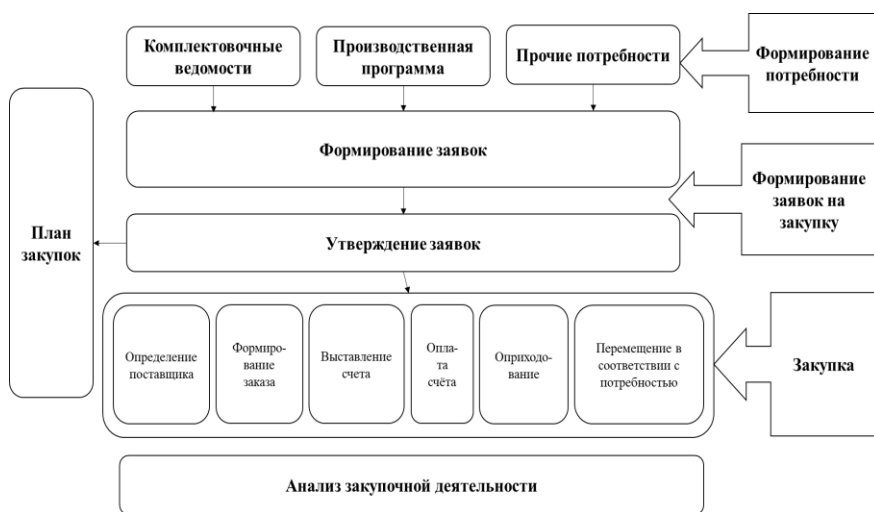 Комплектовочные
ведомости
Производственная
программа
Прочие потребности
Формирование
потребности
Формирование заявок
Формирование
заявок на
закупку
План
закупок
Утверждение заявок
Определение
поставщика
Формиро-
вание
заказа
Выставление
счета
Опла-
та
счёта
Оприходо-
вание
Перемещение в
соответствии с
потребностью
Закупка
Анализ закупочной деятельности